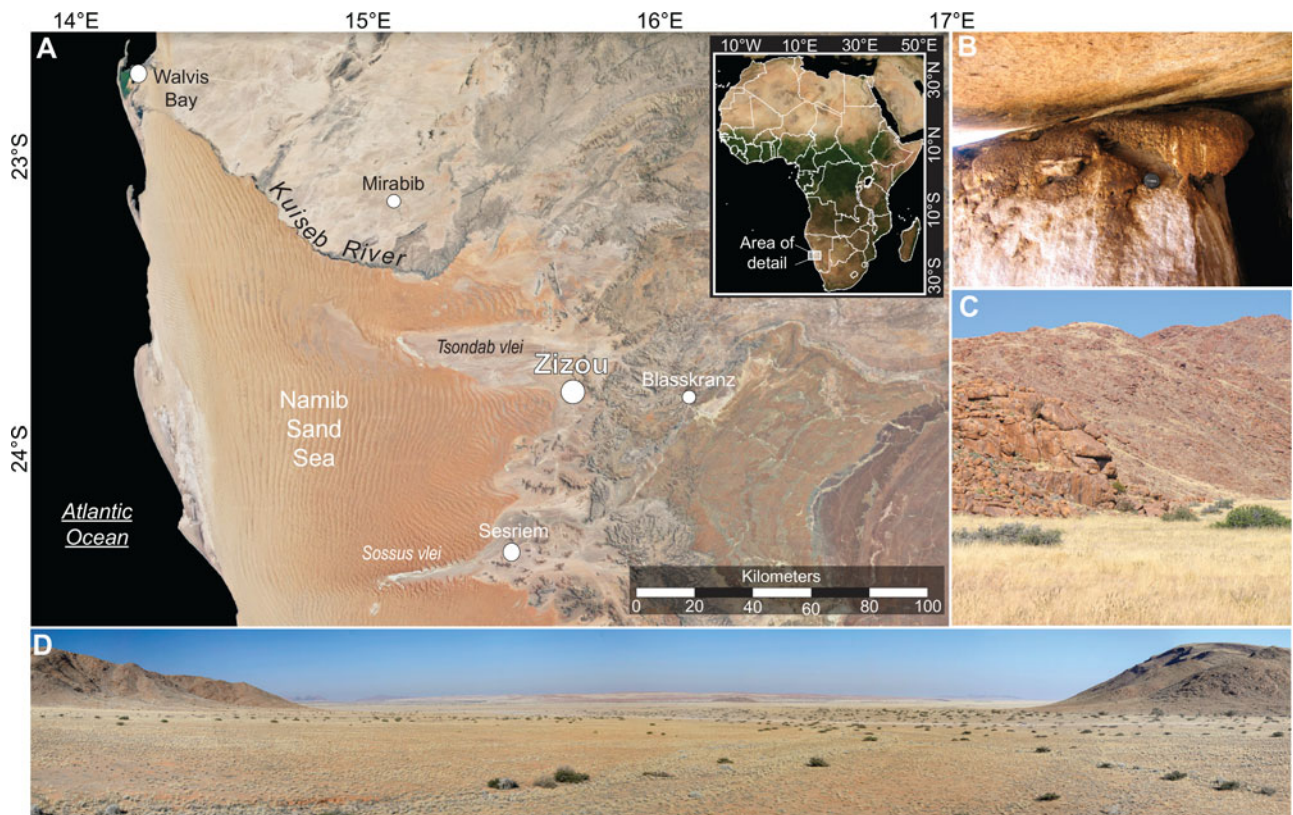 14°E
15°E
16°E
17°E
A
Walvis
Bay
23°S
Mirabib
Kuiseb River
Tsondab vlei
Zizou
Blasskranz
Namib
Sand
Sea
24°S
Atlantic
Ocean
Sesriem
Sossus vlei
Kilometers
0 20 40 60 80 100
10°W 10°E 30°E 50°E
30°N
10°N
10°S
30°S
Area of
detail
B
C
D